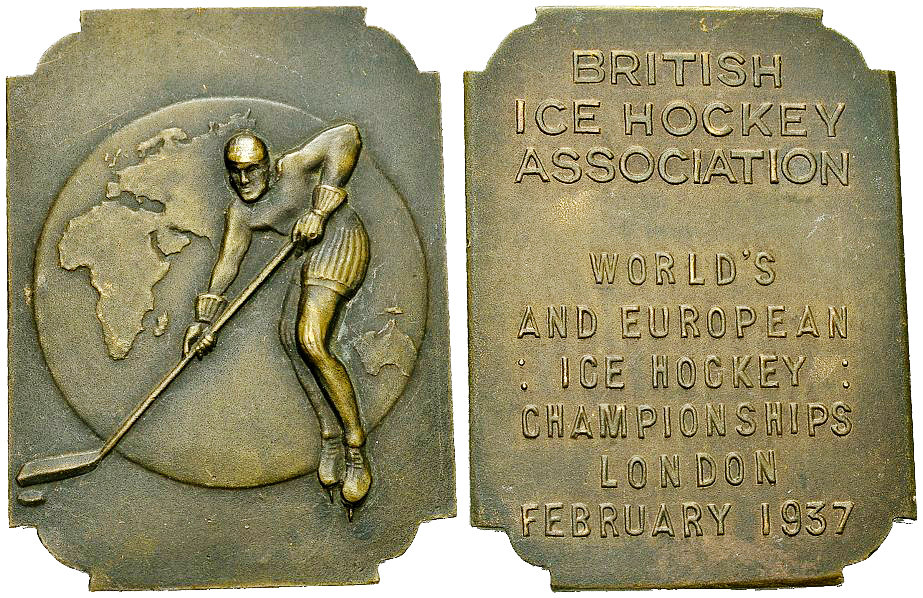 BRITISH
ICE HOCKEY
ASSOCIATION
WORLD'S
AND EUROPEAN
: ICE HOCKEY :
CHAMPIONSHIPS
LONDON
FEBRUARY 1937